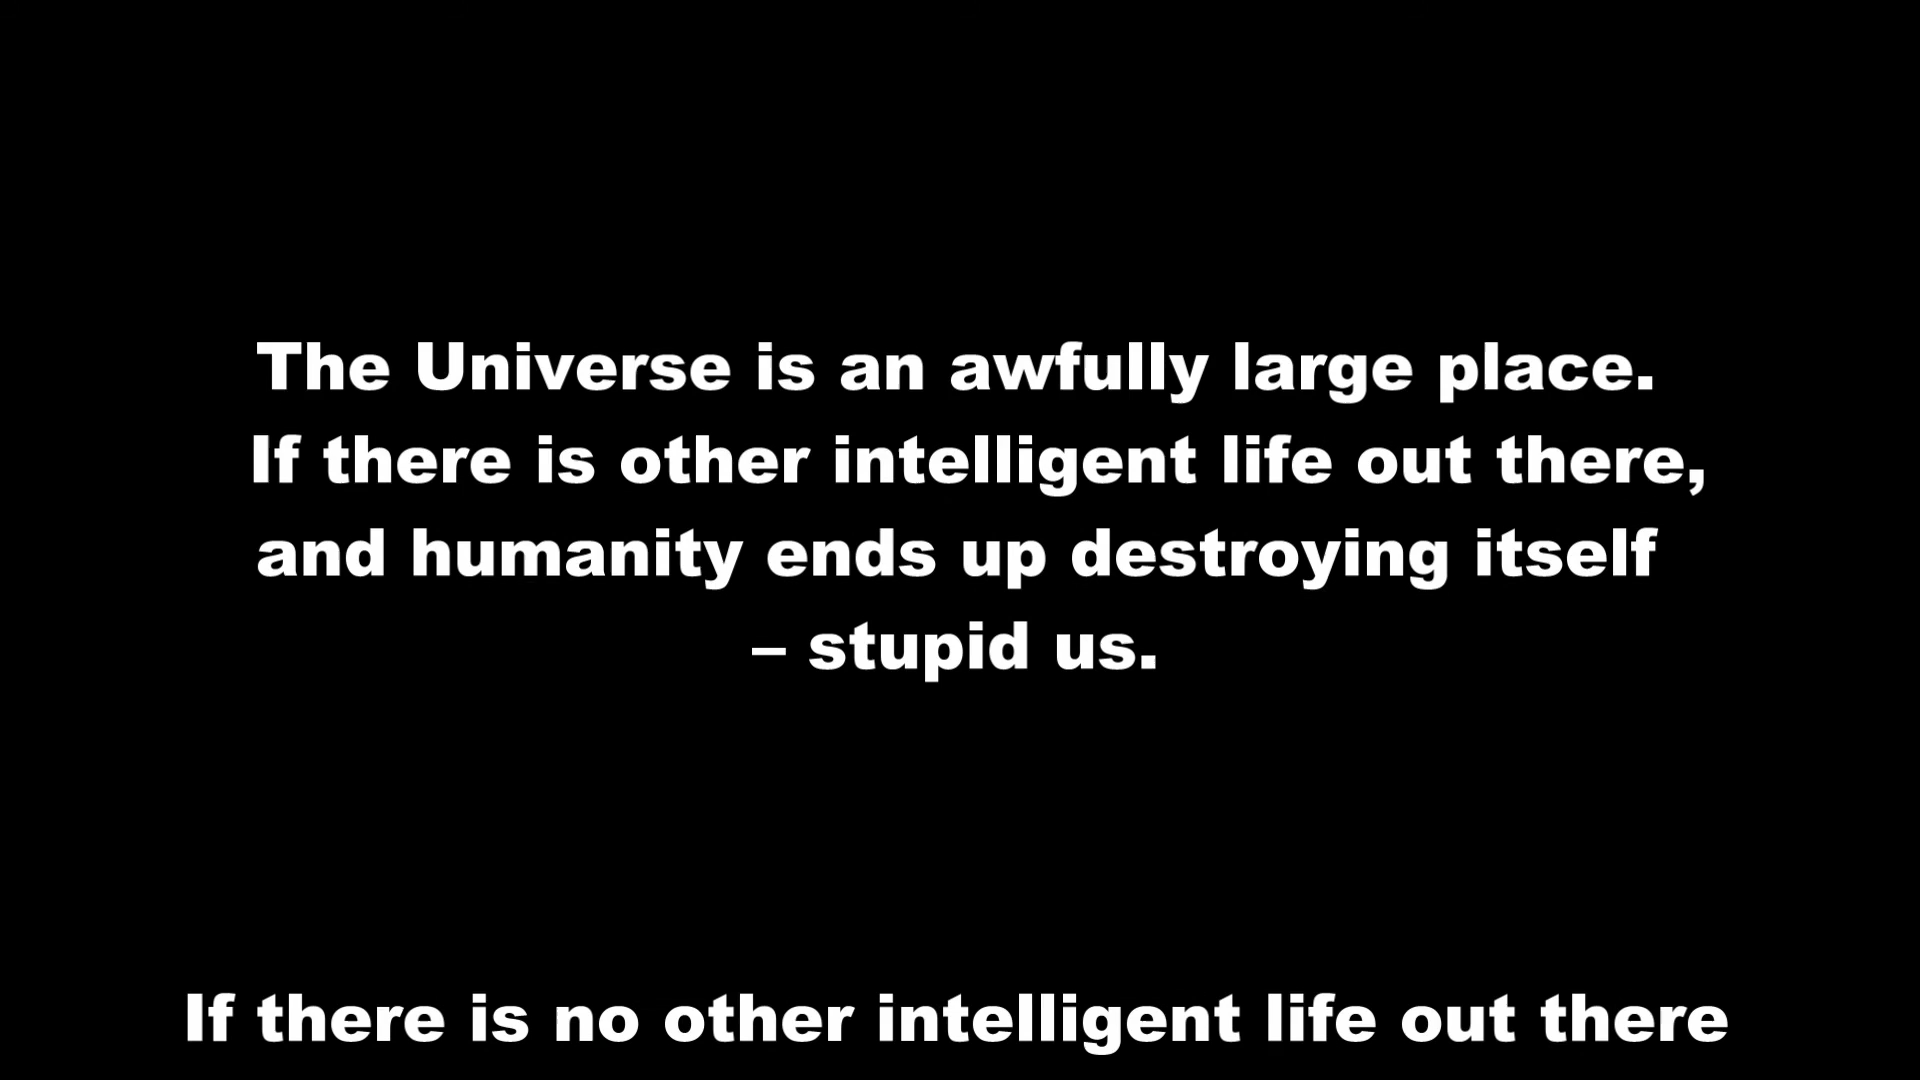 The Universe is an awfully large place.
If there is other intelligent life out there,
and humanity ends up destroying itself
– stupid us.
If there is no other intelligent life out there